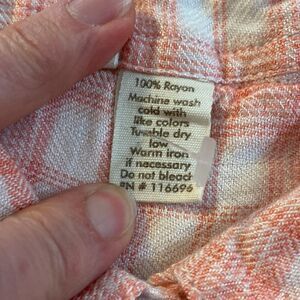 100% Rayon
Machine wash
cold with
like colors
Tumble dry
low
Warm iron
if necessary
Do not bleach
RN # 116696